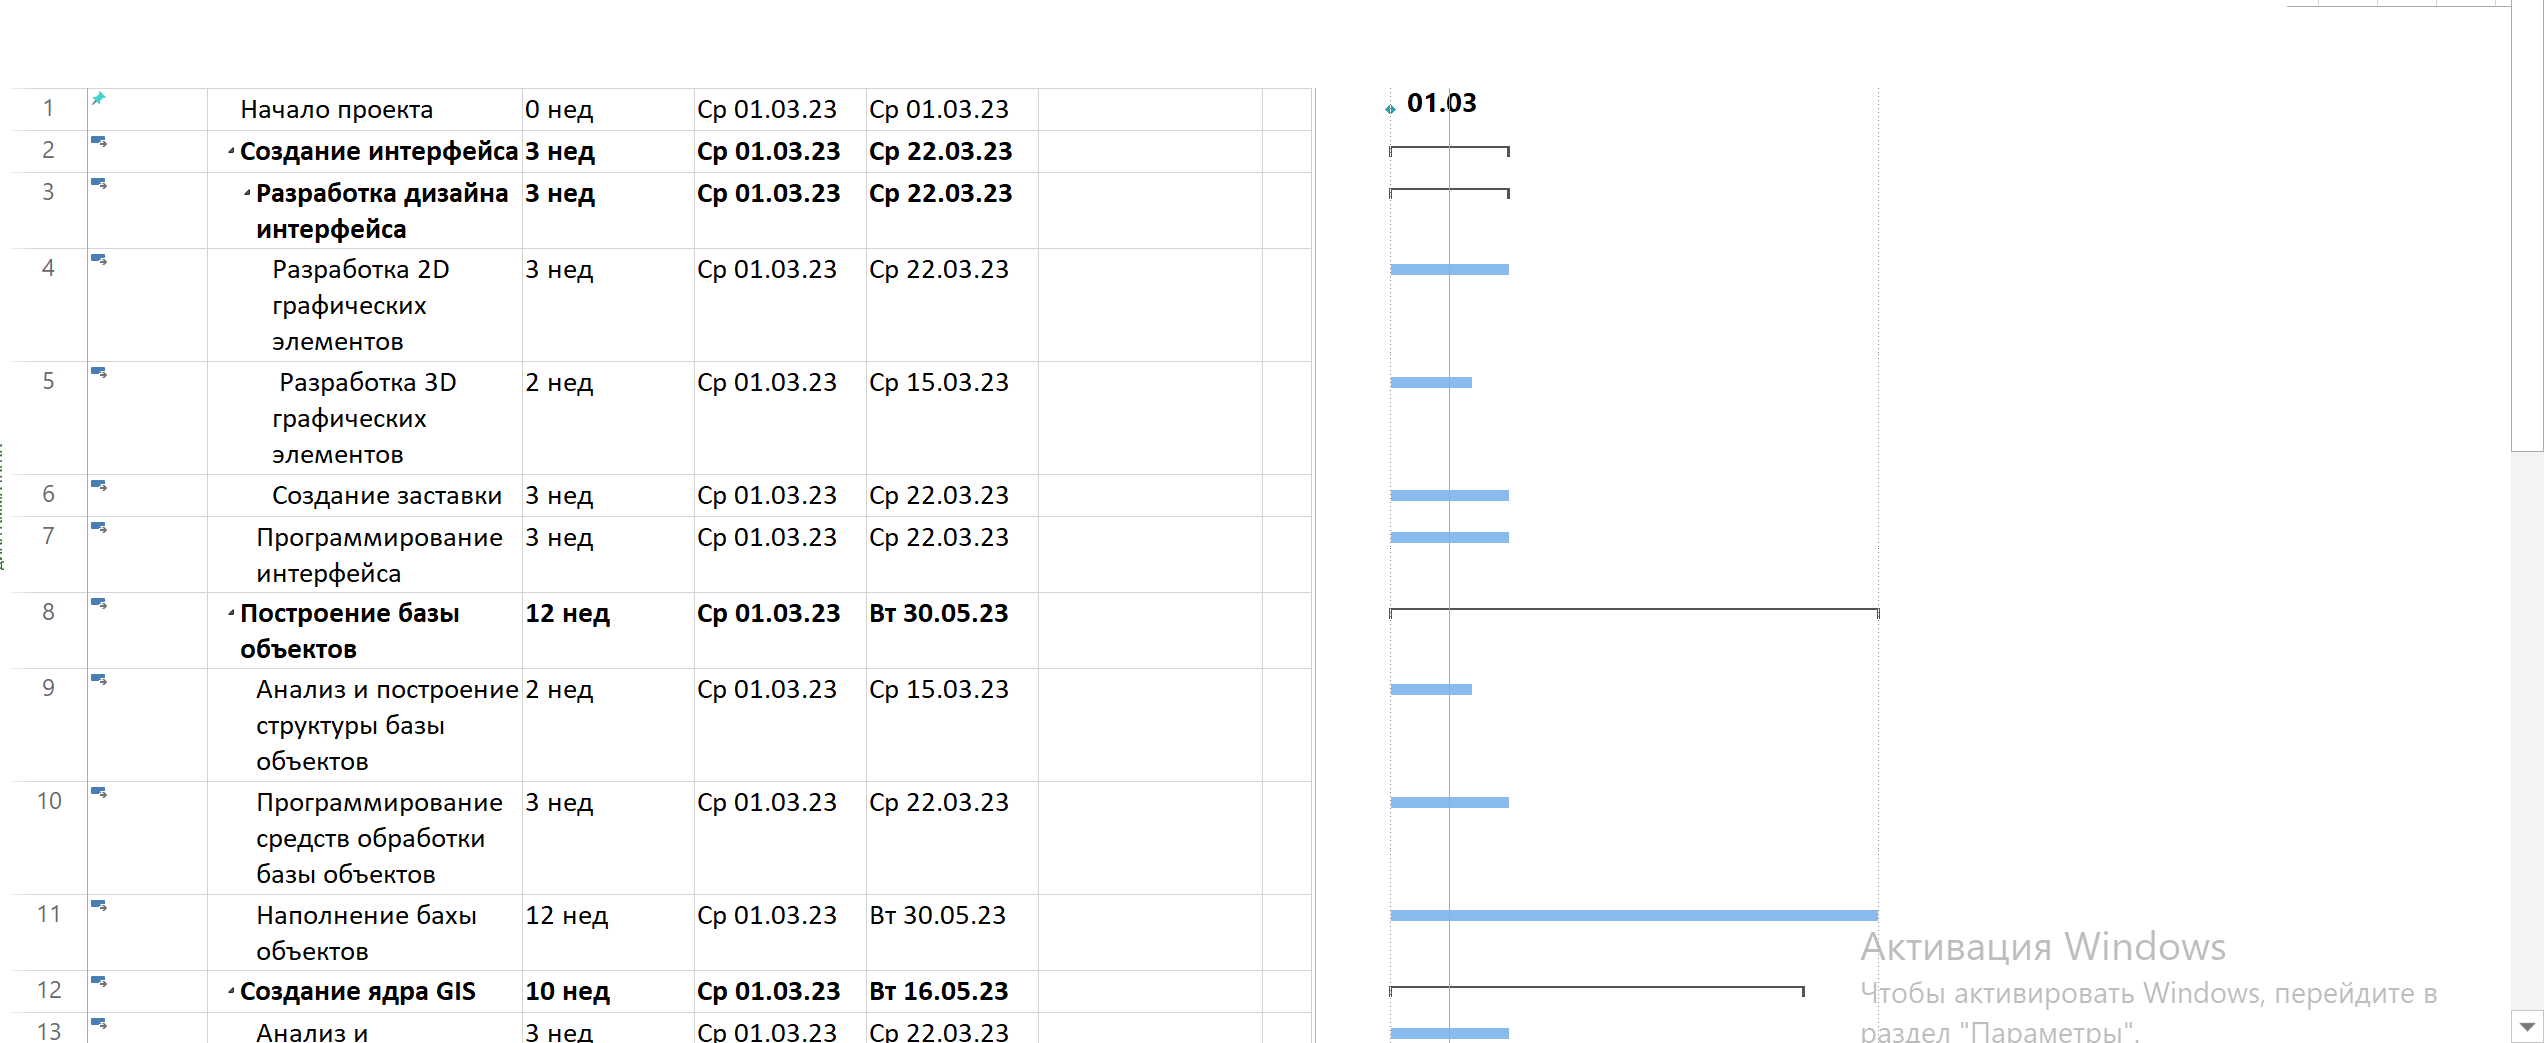 1 Начало проекта 0 нед Ср 01.03.23 Ср 01.03.23 01.03
2 Создание интерфейса 3 нед Ср 01.03.23 Ср 22.03.23
3 Разработка дизайна 3 нед Ср 01.03.23 Ср 22.03.23
интерфейса
4 Разработка 2D 3 нед Ср 01.03.23 Ср 22.03.23
графических
элементов
5 Разработка 3D 2 нед Ср 01.03.23 Ср 15.03.23
графических
элементов
6 Создание заставки 3 нед Ср 01.03.23 Ср 22.03.23
7 Программирование 3 нед Ср 01.03.23 Ср 22.03.23
интерфейса
8 Построение базы 12 нед Ср 01.03.23 Вт 30.05.23
объектов
9 Анализ и построение 2 нед Ср 01.03.23 Ср 15.03.23
структуры базы
объектов
10 Программирование 3 нед Ср 01.03.23 Ср 22.03.23
средств обработки
базы объектов
11 Наполнение бахы 12 нед Ср 01.03.23 Вт 30.05.23
объектов
12 Создание ядра GIS 10 нед Ср 01.03.23 Вт 16.05.23
13 Анализ и 3 нед Ср 01.03.23 Ср 22.03.23
Активация Windows
Чтобы активировать Windows, перейдите в
раздел "Параметры".